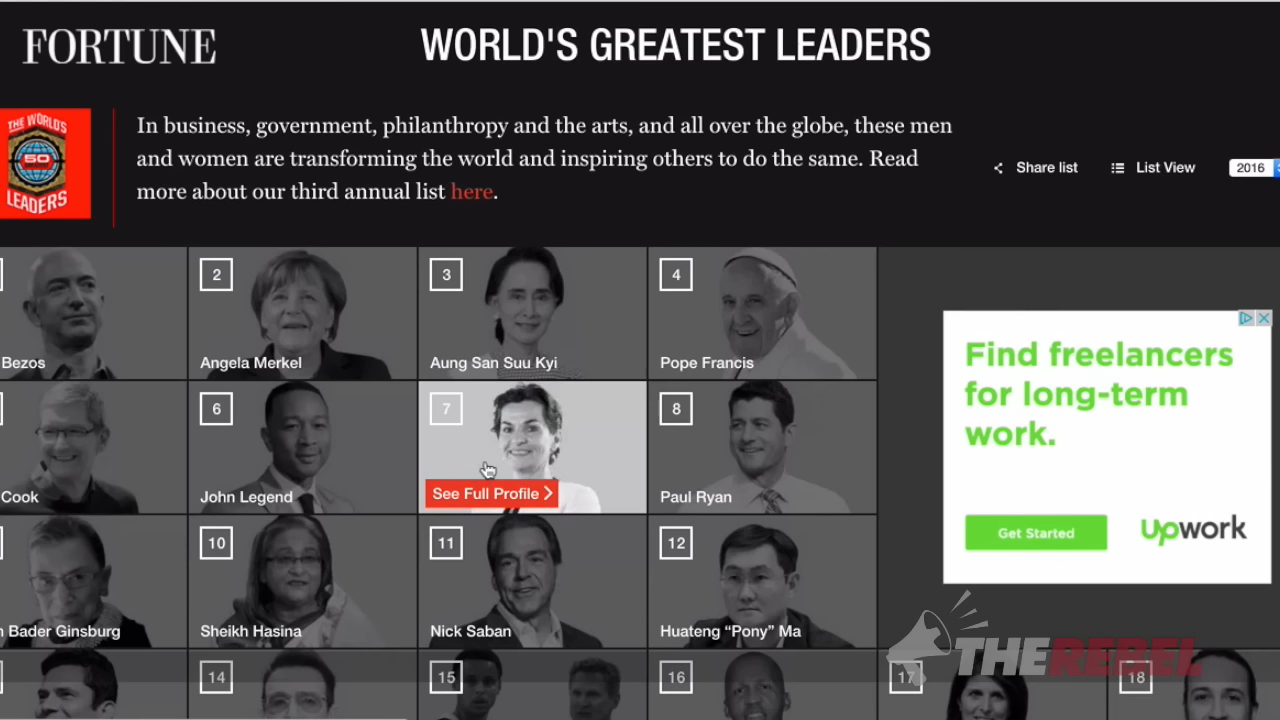 FORTUNE
WORLD'S GREATEST LEADERS
THE WORLD'S
50
LEADERS
In business, government, philanthropy and the arts, and all over the globe, these men
and women are transforming the world and inspiring others to do the same. Read
more about our third annual list here.
Share list
List View
2016
2
3
4
Bezos
Angela Merkel
Aung San Suu Kyi
Pope Francis
6
7
8
Cook
John Legend
See Full Profile
Paul Ryan
10
11
12
Bader Ginsburg
Sheikh Hasina
Nick Saban
Huateng “Pony” Ma
14
15
16
17
18
Find freelancers
for long-term
work.
Get Started
Upwork
THE REBEL